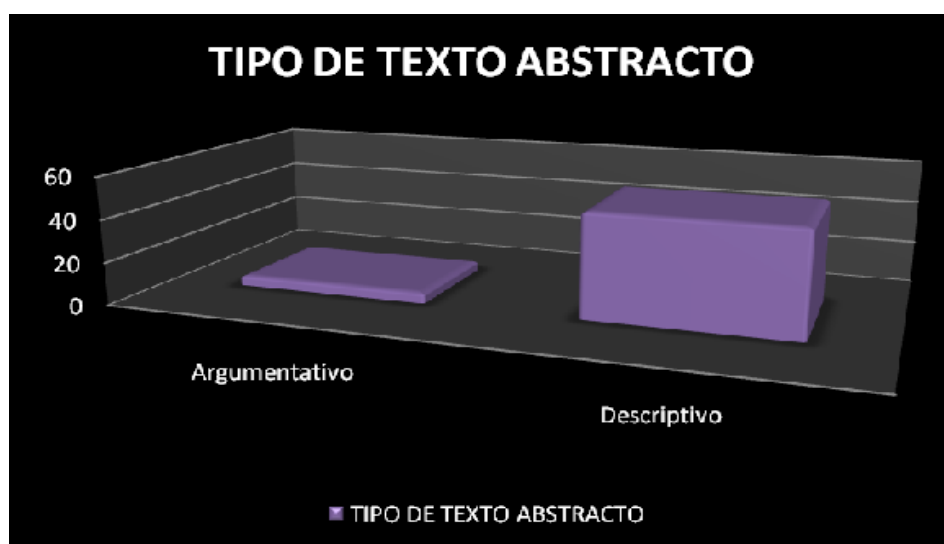 TIPO DE TEXTO ABSTRACTO
60
40
20
0
Argumentativo
Descriptivo
TIPO DE TEXTO ABSTRACTO